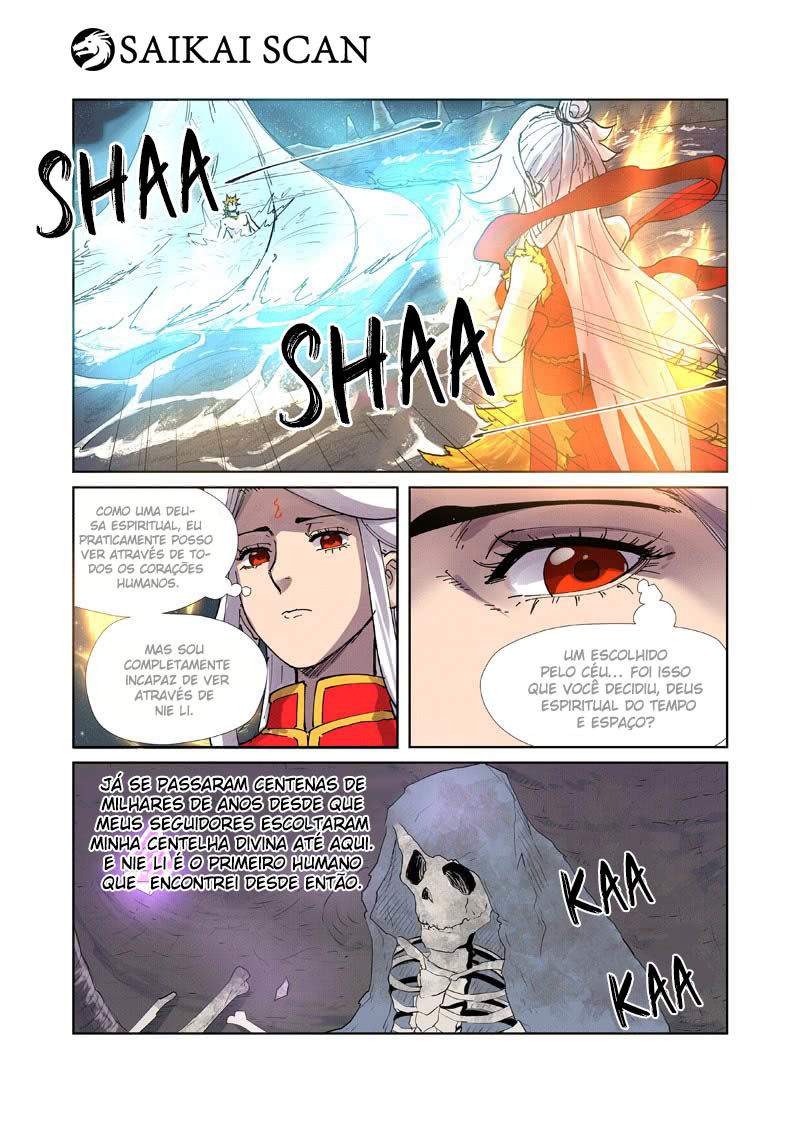 SAIKAI SCAN
SHAA
SHAA
COMO UMA DEU-
SA ESPIRITUAL, EU
PRATICAMENTE POSSO
VER ATRAVÉS DE TO-
DOS OS CORAÇÕES
HUMANOS.
MAS SOU
COMPLETAMENTE
INCAPAZ DE VER
ATRAVÉS DE
NIE LI.
UM ESCOLHIDO
PELO CÉU... FOI ISSO
QUE VOCÊ DECIDIU, DEUS
ESPIRITUAL DO TEMPO
E ESPAÇO?
JÁ SE PASSARAM CENTENAS DE
MILHARES DE ANOS DESDE QUE
MEUS SEGUIDORES ESCOLTARAM
MINHA CENTELHA DIVINA ATÉ AQUI.
E NIE LI É O PRIMEIRO HUMANO
QUE ENCONTREI DESDE ENTÃO.
KAA
KAA